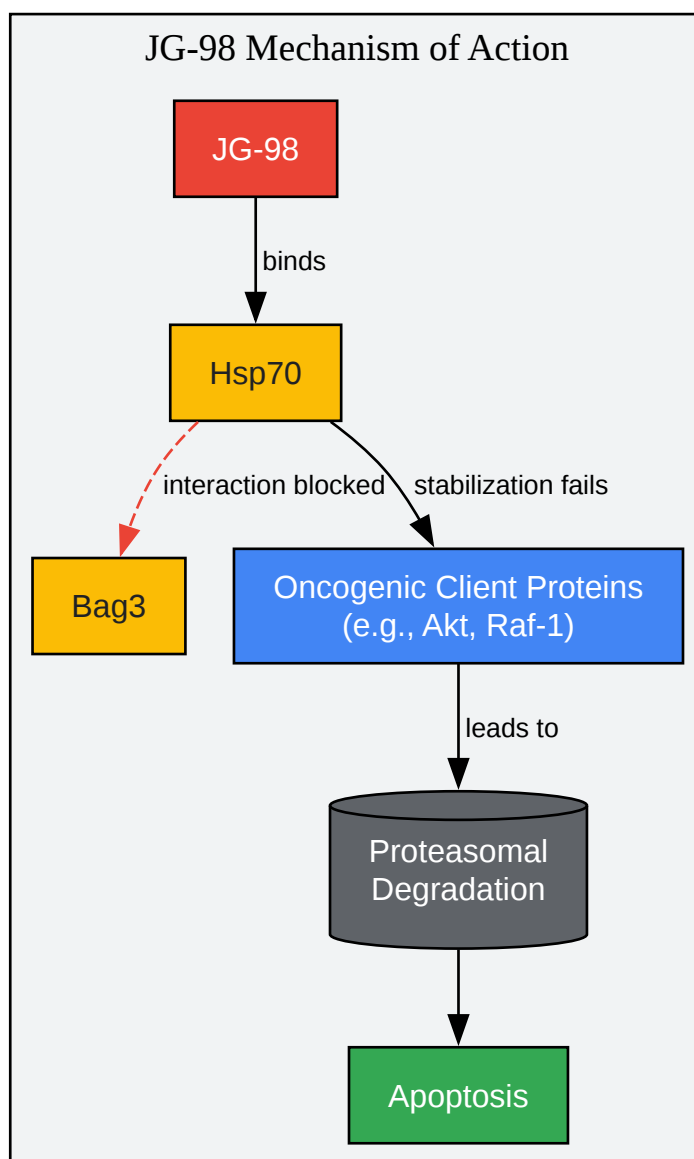 JG-98 Mechanism of Action
JG-98
binds
Hsp70
interaction blocked
stabilization fails
Bag3
Oncogenic Client Proteins
(e.g., Akt, Raf-1)
leads to
Proteasomal
Degradation
Apoptosis